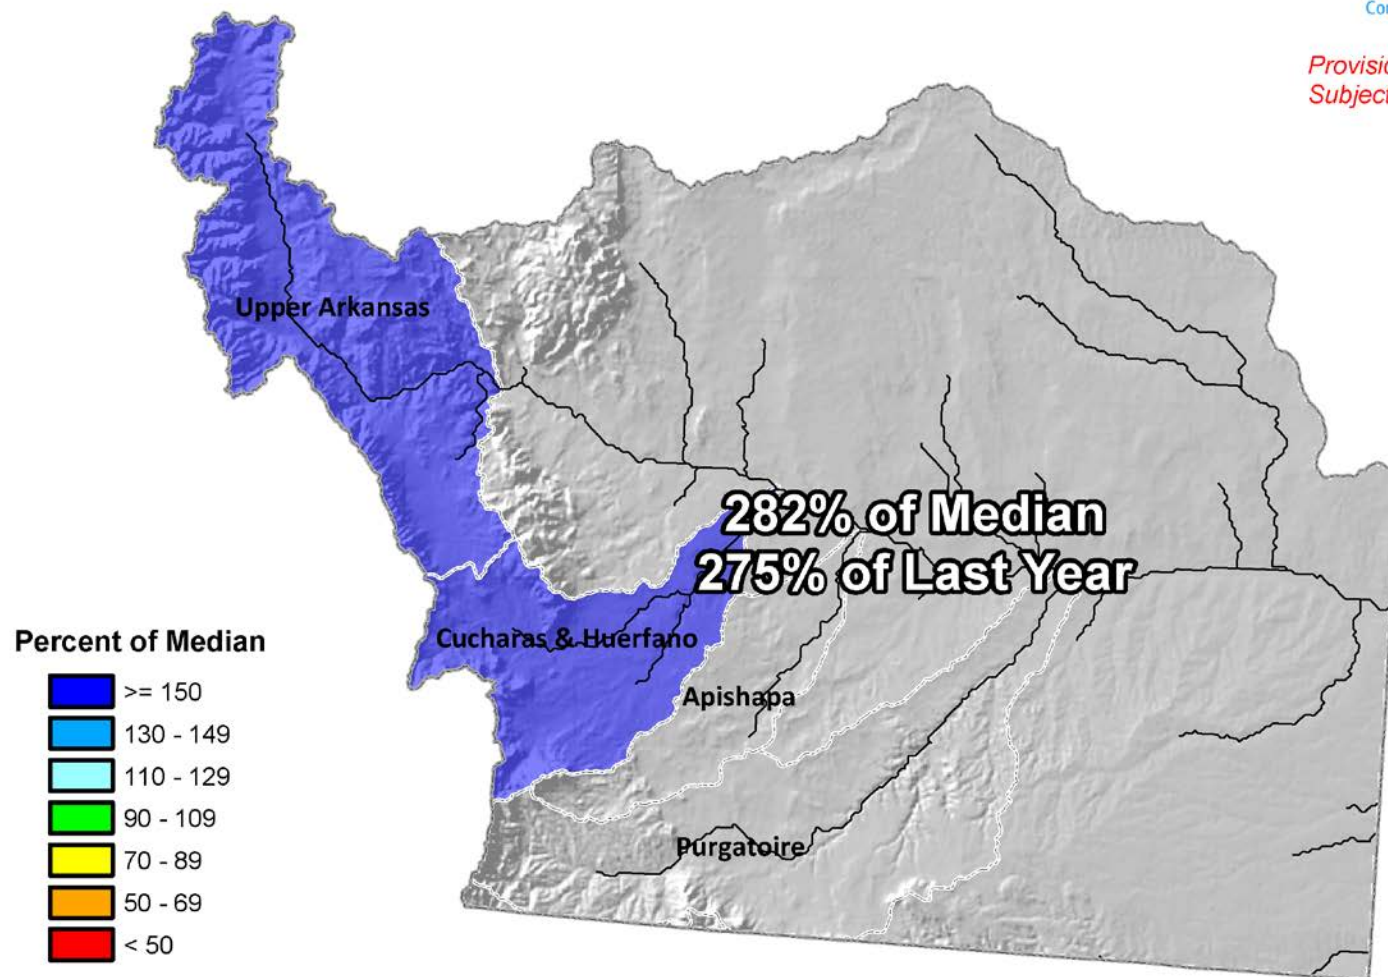 Provisio
Subject
Upper Arkansas
282% of Median
275% of Last Year
Cucharas & Huerfano
Apishapa
Purgatoire
Percent of Median
>= 150
130 - 149
110 - 129
90 - 109
70 - 89
50 - 69
< 50